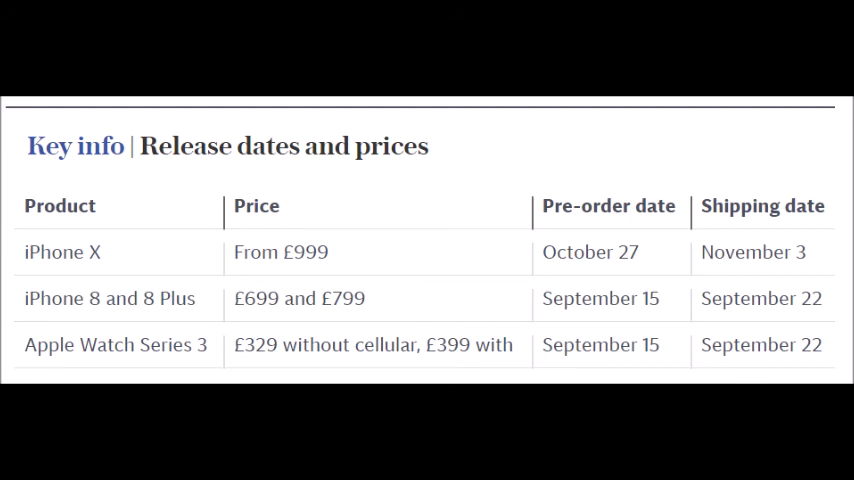 Key info | Release dates and prices
Product Price Pre-order date Shipping date
iPhone X From £999 October 27 November 3
iPhone 8 and 8 Plus £699 and £799 September 15 September 22
Apple Watch Series 3 £329 without cellular, £399 with September 15 September 22